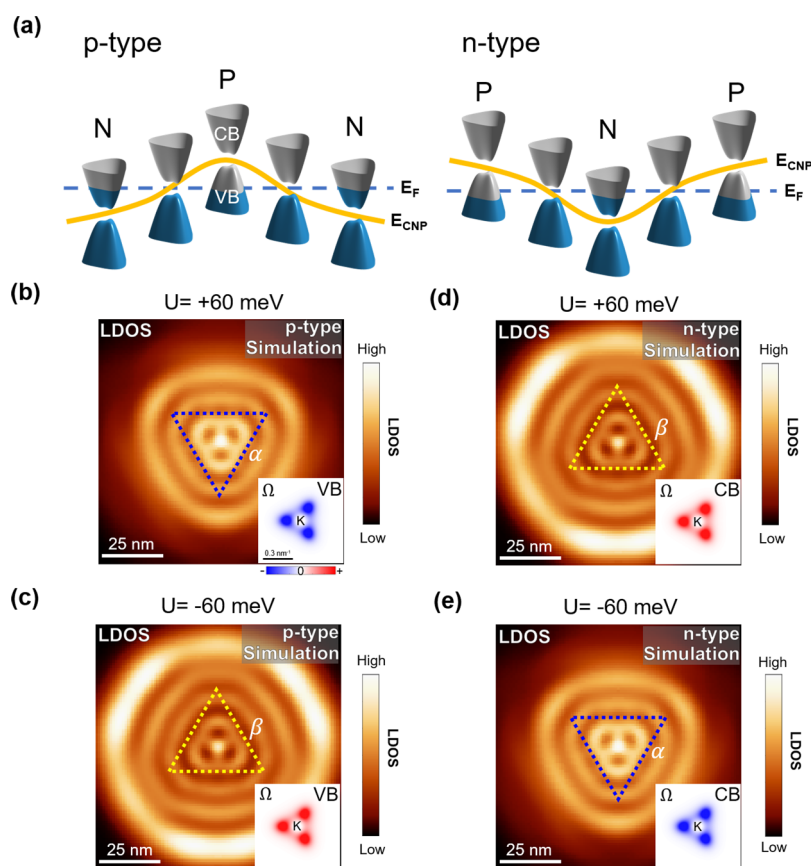 (a)
p-type
n-type
P
N
N
CB
VB
E_F
E_CNP
P
P
N
E_CNP
E_F
(b)
U= +60 meV
LDOS
p-type
Simulation
α
Ω
VB
K
0.3 nm⁻¹
- 0 +
25 nm
High
LDOS
Low
(d)
U= +60 meV
LDOS
n-type
Simulation
β
Ω
CB
K
25 nm
High
LDOS
Low
(c)
U= -60 meV
LDOS
p-type
Simulation
β
Ω
VB
K
25 nm
High
LDOS
Low
(e)
U= -60 meV
LDOS
n-type
Simulation
α
Ω
CB
K
25 nm
High
LDOS
Low